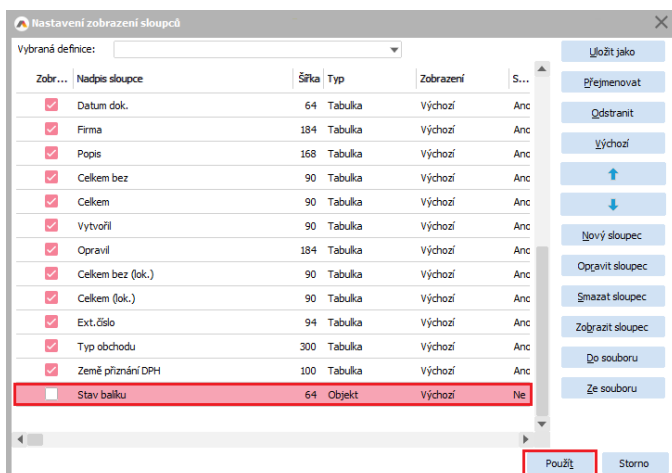 Nastavení zobrazení sloupců
Vybraná definice:
Zobr... Nadpis sloupce Šířka Typ Zobrazení S...
Datum dok. 64 Tabulka Výchozí Anc
Firma 184 Tabulka Výchozí Anc
Popis 168 Tabulka Výchozí Anc
Celkem bez 90 Tabulka Výchozí Anc
Celkem 90 Tabulka Výchozí Anc
Vytvořil 90 Tabulka Výchozí Anc
Opravil 184 Tabulka Výchozí Anc
Celkem bez (lok.) 90 Tabulka Výchozí Anc
Celkem (lok.) 90 Tabulka Výchozí Anc
Ext.číslo 94 Tabulka Výchozí Anc
Typ obchodu 300 Tabulka Výchozí Anc
Země přiznání DPH 100 Tabulka Výchozí Anc
Stav balíku 64 Objekt Výchozí Ne
Uložit jako
Přejmenovat
Odstranit
Výchozí
Nový sloupec
Opravit sloupec
Smazat sloupec
Zobrazit sloupec
Do souboru
Ze souboru
Použít Storno